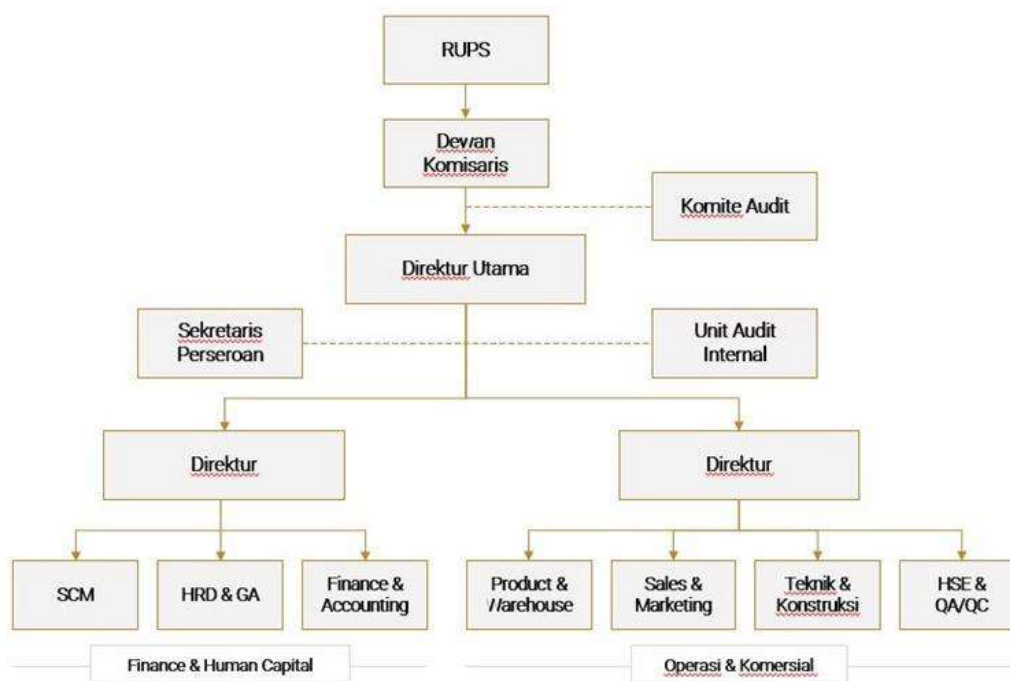 RUPS
Dewan
Komisaris
Komite Audit
Direktur Utama
Sekretaris
Perseroan
Unit Audit
Internal
Direktur
Direktur
SCM
HRD & GA
Finance &
Accounting
Product &
Warehouse
Sales &
Marketing
Teknik &
Konstruksi
HSE &
QA/QC
Finance & Human Capital
Operasi & Komersial